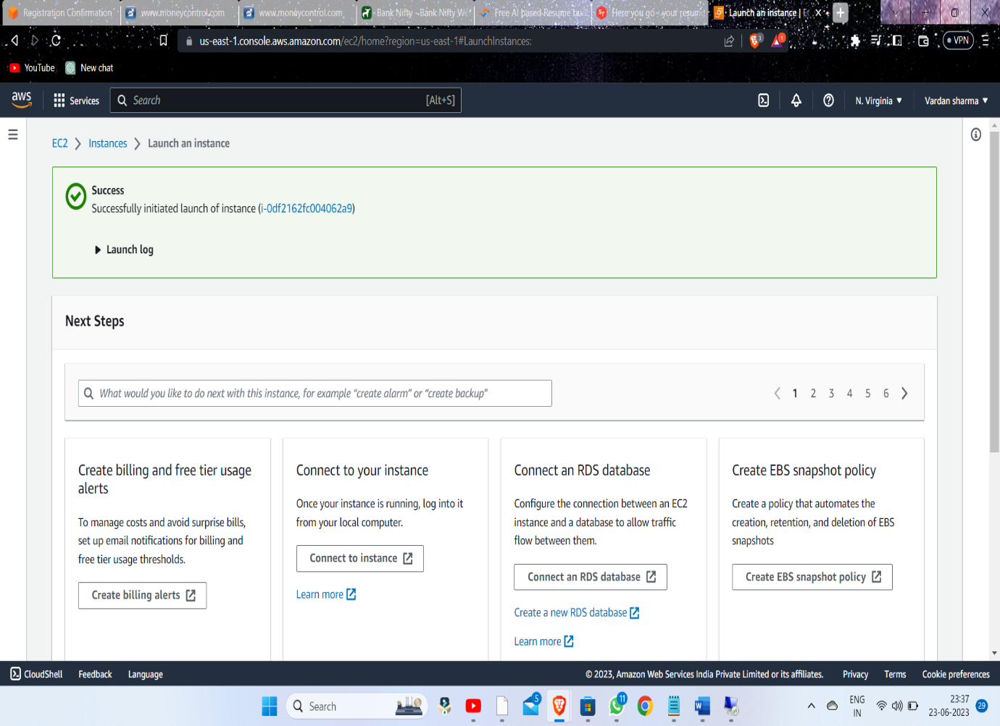 Registration Confirmation
www.moneycontrol.com
www.moneycontrol.com
Bank Nifty - Bank Nifty We
Free AI based Resume bu
Here you go - your resume
Launch an instance | E
us-east-1.console.aws.amazon.com/ec2/home?region=us-east-1#LaunchInstances:
3
1
VPN
YouTube
New chat
aws
Services
Search
[Alt+S]
N. Virginia
Vardan sharma
EC2
Instances
Launch an instance
Success
Successfully initiated launch of instance (i-0df2162fc004062a9)
Launch log
Next Steps
What would you like to do next with this instance, for example “create alarm” or “create backup”
1 2 3 4 5 6
Create billing and free tier usage
alerts
To manage costs and avoid surprise bills,
set up email notifications for billing and
free tier usage thresholds.
Create billing alerts
Connect to your instance
Once your instance is running, log into it
from your local computer.
Connect to instance
Learn more
Connect an RDS database
Configure the connection between an EC2
instance and a database to allow traffic
flow between them.
Connect an RDS database
Create a new RDS database
Learn more
Create EBS snapshot policy
Create a policy that automates the
creation, retention, and deletion of EBS
snapshots
Create EBS snapshot policy
CloudShell
Feedback
Language
© 2023, Amazon Web Services India Private Limited or its affiliates.
Privacy
Terms
Cookie preferences
Search
5
11
W
ENG
IN
23:37
23-06-2023
29